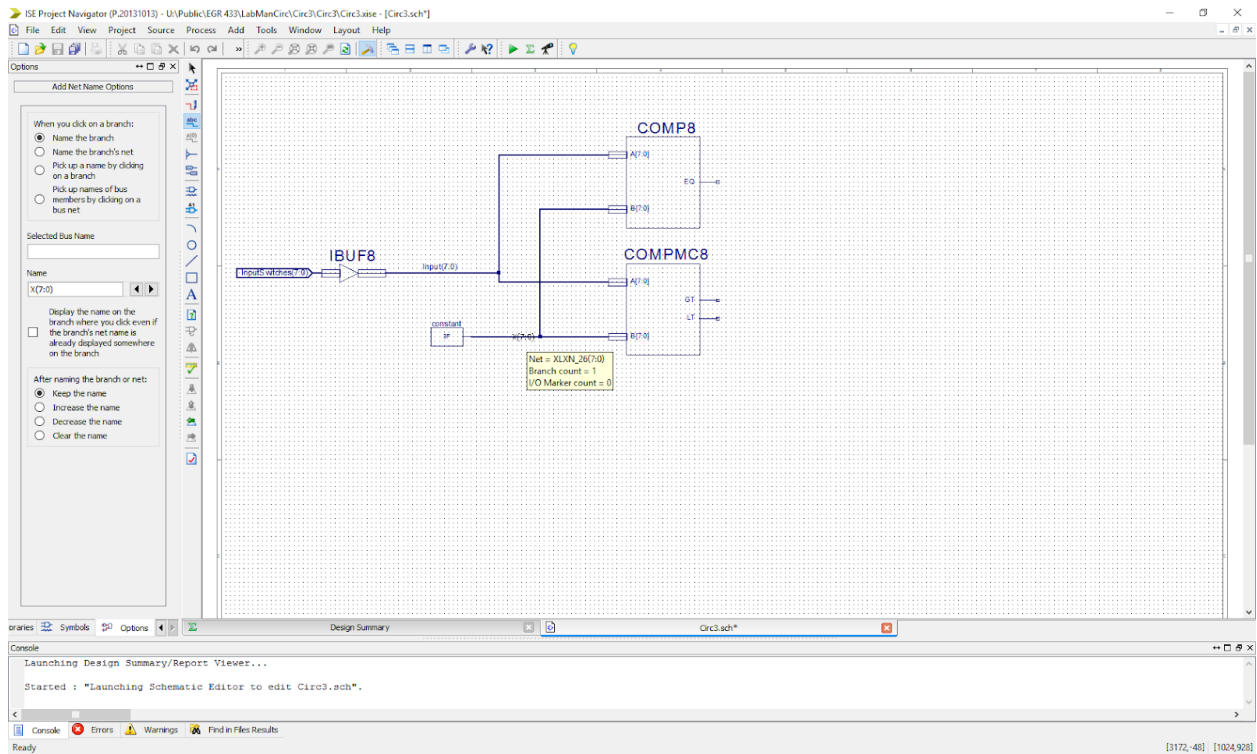 ISE Project Navigator (P.20131013) - U:\Public\EGR 433\LabManCirc\Circ3\Circ3\Circ3.xise - [Circ3.sch*]
File Edit View Project Source Process Add Tools Window Layout Help
Options
Add Net Name Options
When you click on a branch:
Name the branch
Name the branch's net
Pick up a name by clicking
on a branch
Pick up names of bus
members by clicking on a
bus net
Selected Bus Name
Name
X(7:0)
Display the name on the
branch where you click even if
the branch's net name is
already displayed somewhere
on the branch
After naming the branch or net:
Keep the name
Increase the name
Decrease the name
Clear the name
COMP8
A[7:0]
EQ
B[7:0]
IBUF8
InputSwitches(7:0)
Input(7:0)
COMPMC8
A[7:0]
GT
LT
B[7:0]
constant
3F
X(7:0)
Net = XLXN_26(7:0)
Branch count = 1
I/O Marker count = 0
oraries Symbols Options
Design Summary
Circ3.sch*
Console
Launching Design Summary/Report Viewer...
Started : "Launching Schematic Editor to edit Circ3.sch".
Console Errors Warnings Find in Files Results
Ready
[3172,-48] [1024,928]